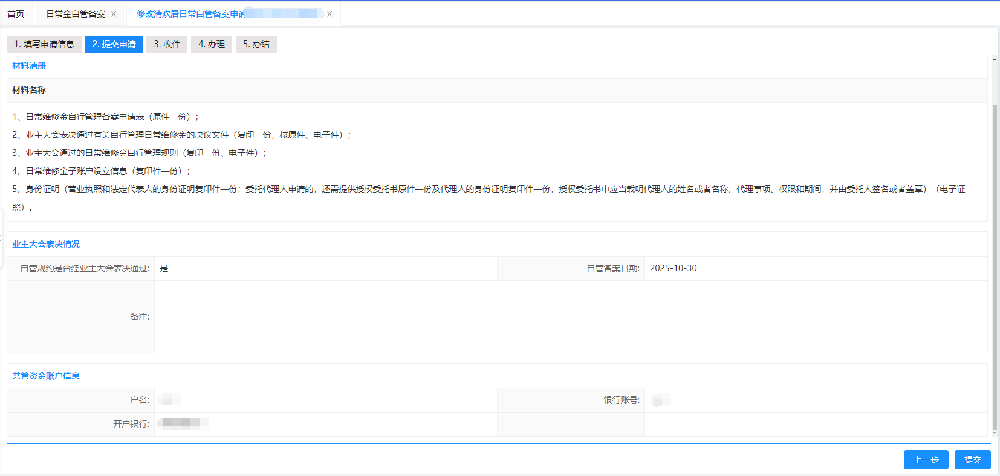 首页 日常金自管备案 × 修改清欢居日常自管备案申请 ×
1. 填写申请信息 2. 提交申请 3. 收件 4. 办理 5. 办结
材料清册
材料名称
1、日常维修金自行管理备案申请表（原件一份）；
2、业主大会表决通过有关自行管理日常维修金的决议文件（复印一份，核原件、电子件）；
3、业主大会通过的日常维修金自行管理规则（复印一份、电子件）；
4、日常维修金子账户设立信息（复印件一份）；
5、身份证明（营业执照和法定代表人的身份证明复印件一份；委托代理人申请的，还需提供授权委托书原件一份及代理人的身份证明复印件一份，授权委托书中应当载明代理人的姓名或者名称、代理事项、权限和期间，并由委托人签名或者盖章）（电子证
照）。
业主大会表决情况
自管规约是否经业主大会表决通过: 是 自管备案日期: 2025-10-30
备注:
共管资金账户信息
户名: 银行账号:
开户银行:
上一步 提交